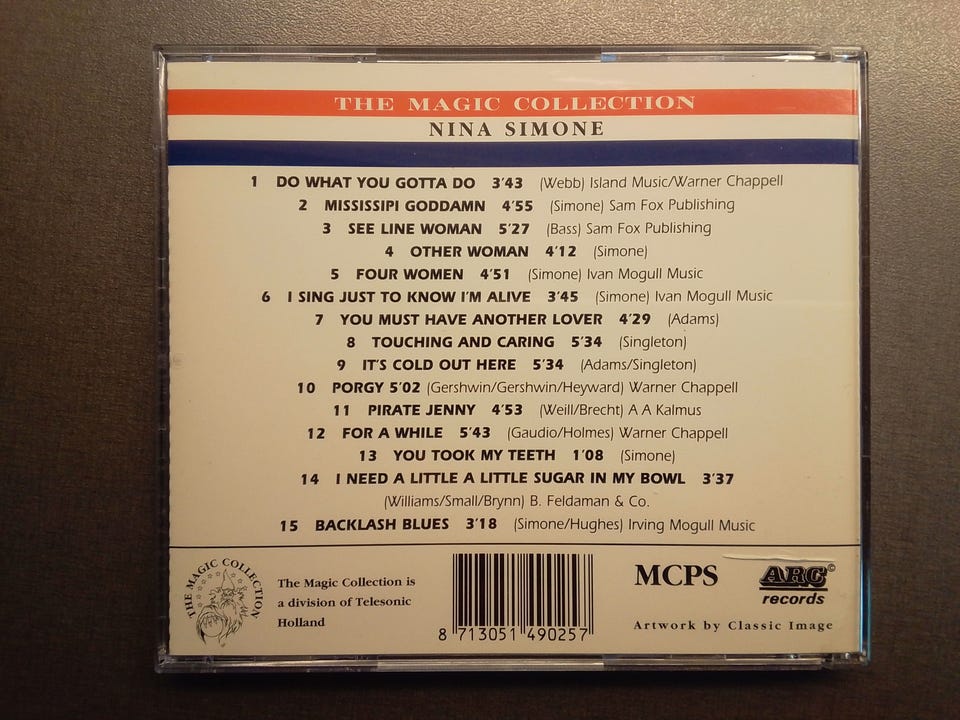 THE MAGIC COLLECTION
NINA SIMONE
1 DO WHAT YOU GOTTA DO 3'43 (Webb) Island Music/Warner Chappell
2 MISSISSIPI GODDAMN 4'55 (Simone) Sam Fox Publishing
3 SEE LINE WOMAN 5'27 (Bass) Sam Fox Publishing
4 OTHER WOMAN 4'12 (Simone)
5 FOUR WOMEN 4'51 (Simone) Ivan Mogull Music
6 I SING JUST TO KNOW I'M ALIVE 3'45 (Simone) Ivan Mogull Music
7 YOU MUST HAVE ANOTHER LOVER 4'29 (Adams)
8 TOUCHING AND CARING 5'34 (Singleton)
9 IT'S COLD OUT HERE 5'34 (Adams/Singleton)
10 PORGY 5'02 (Gershwin/Gershwin/Heyward) Warner Chappell
11 PIRATE JENNY 4'53 (Weill/Brecht) A A Kalmus
12 FOR A WHILE 5'43 (Gaudio/Holmes) Warner Chappell
13 YOU TOOK MY TEETH 1'08 (Simone)
14 I NEED A LITTLE A LITTLE SUGAR IN MY BOWL 3'37
(Williams/Small/Brynn) B. Feldaman & Co.
15 BACKLASH BLUES 3'18 (Simone/Hughes) Irving Mogull Music
THE MAGIC COLLECTION
The Magic Collection is
a division of Telesonic
Holland
8 713051 490257
MCPS
ARC©
records
Artwork by Classic Image